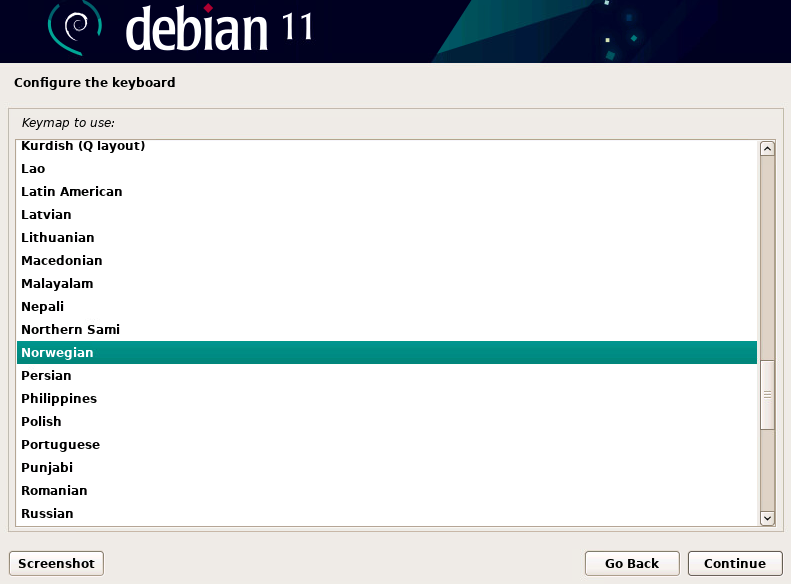 debian 11
Configure the keyboard
Keymap to use:
Kurdish (Q layout)
Lao
Latin American
Latvian
Lithuanian
Macedonian
Malayalam
Nepali
Northern Sami
Norwegian
Persian
Philippines
Polish
Portuguese
Punjabi
Romanian
Russian
Screenshot
Go Back
Continue